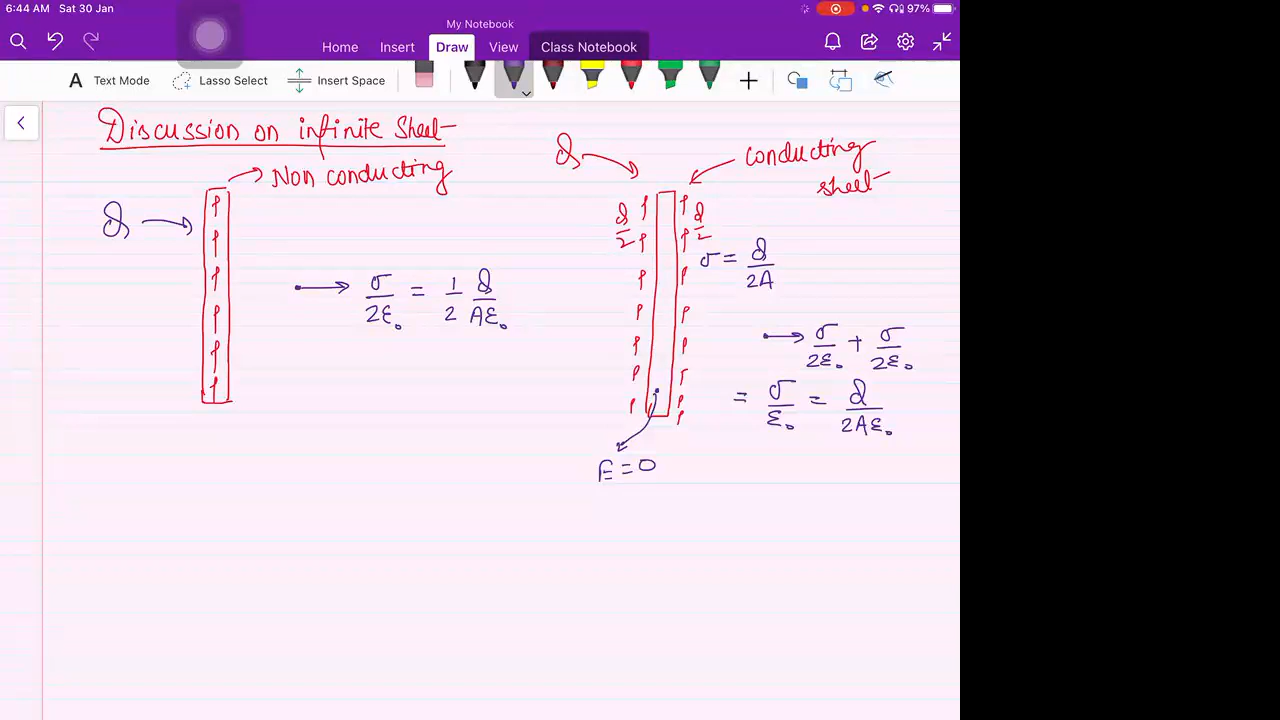 6:44 AM Sat 30 Jan
97%
My Notebook
Home Insert Draw View Class Notebook
Text Mode Lasso Select Insert Space
Discussion on infinite sheet
Non conducting
Q
σ/2ε₀ = 1/2 Q/Aε₀
Q
conducting
sheet
Q/2
Q/2
σ = Q/2A
σ/2ε₀ + σ/2ε₀
= σ/ε₀ = Q/2Aε₀
E = 0